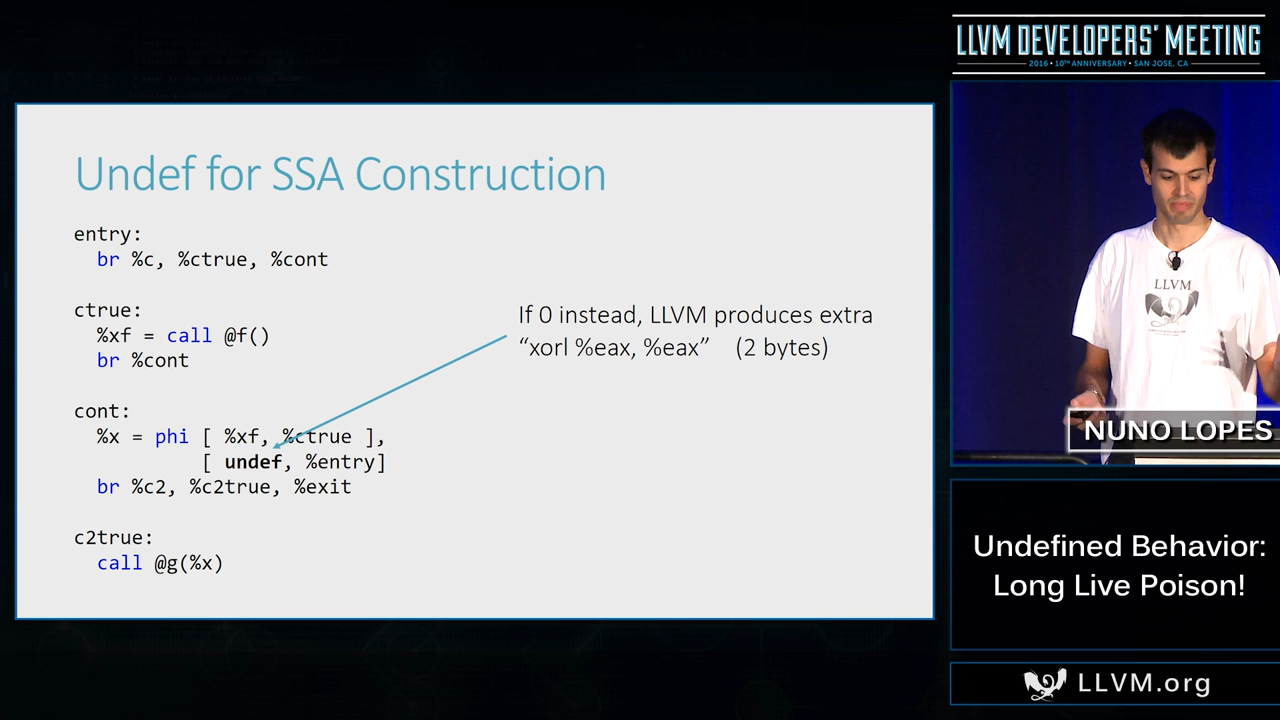 LLVM DEVELOPERS' MEETING
2016 • 10TH ANNIVERSARY • SAN JOSE, CA
Undef for SSA Construction
entry:
br %c, %ctrue, %cont
ctrue:
%xf = call @f()
br %cont
cont:
%x = phi [ %xf, %ctrue ],
[ undef, %entry]
br %c2, %c2true, %exit
c2true:
call @g(%x)
If 0 instead, LLVM produces extra
“xorl %eax, %eax” (2 bytes)
LLVM
NUNO LOPES
Undefined Behavior:
Long Live Poison!
LLVM.org